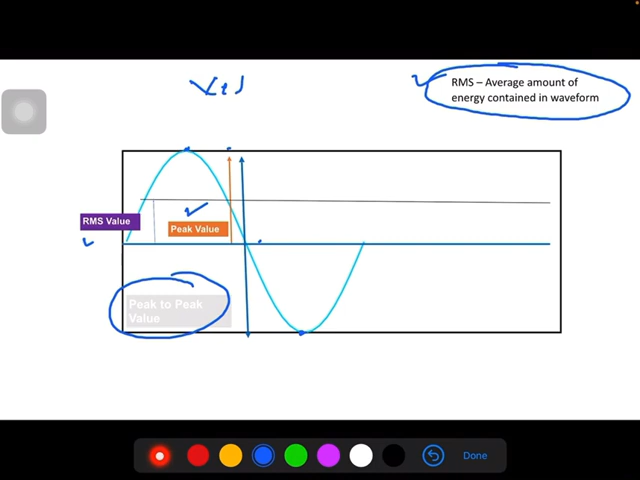 V(t)
RMS – Average amount of
energy contained in waveform
RMS Value
Peak Value
Peak to Peak
Value
Done